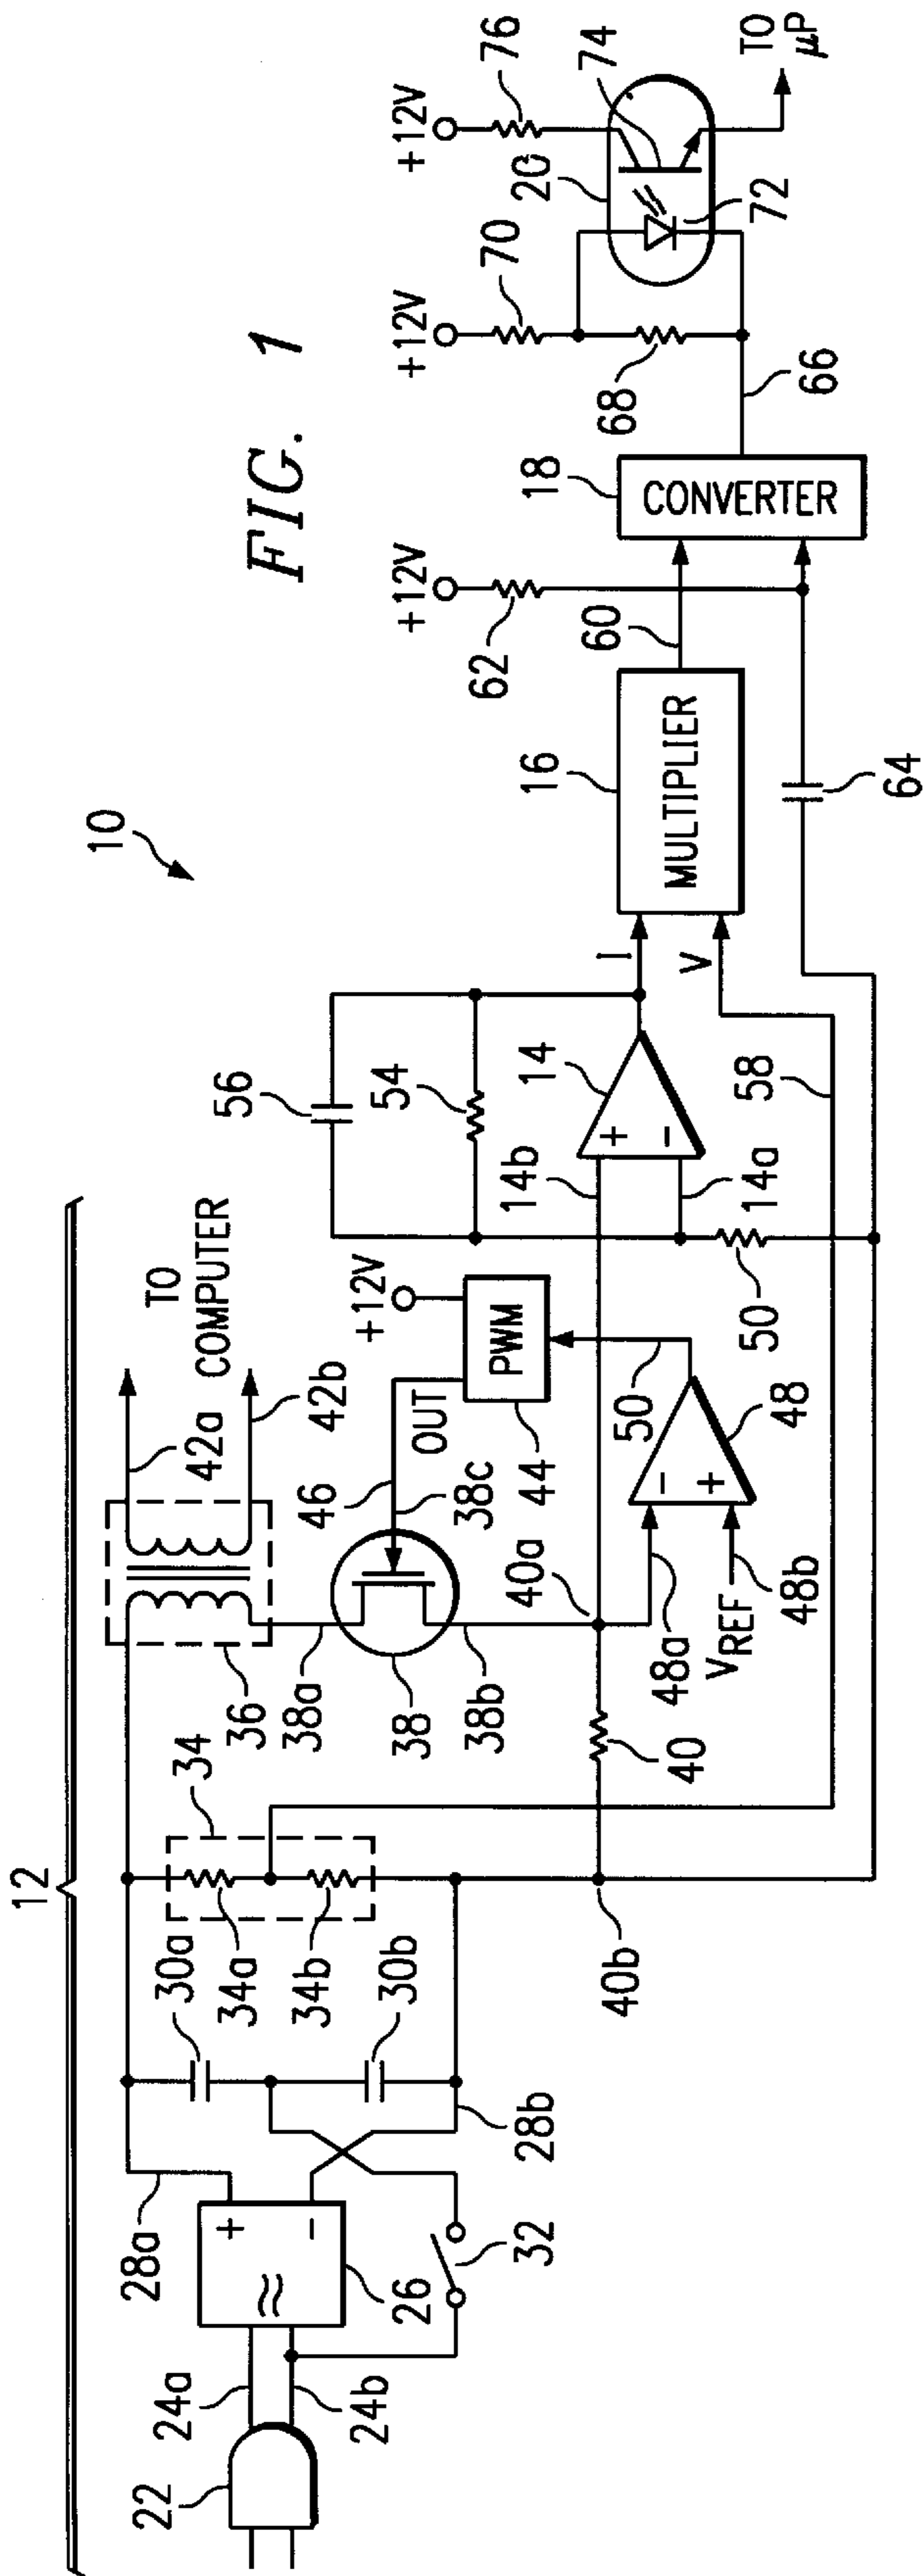 FIG. 1
10
12
TO
COMPUTER
42a
42b
36
34
30a
28a
24a
22
24b
26
+
−
≈
32
28b
30b
34a
34b
38a
38
38b
38c
46
OUT
PWM
44
+12V
56
54
40a
40
40b
48a
VREF
48b
−
+
48
50
50
14b
14a
+
−
14
58
I
V
MULTIPLIER
16
60
+12V
62
64
CONVERTER
18
66
+12V
70
68
20
72
74
+12V
76
TO
μP